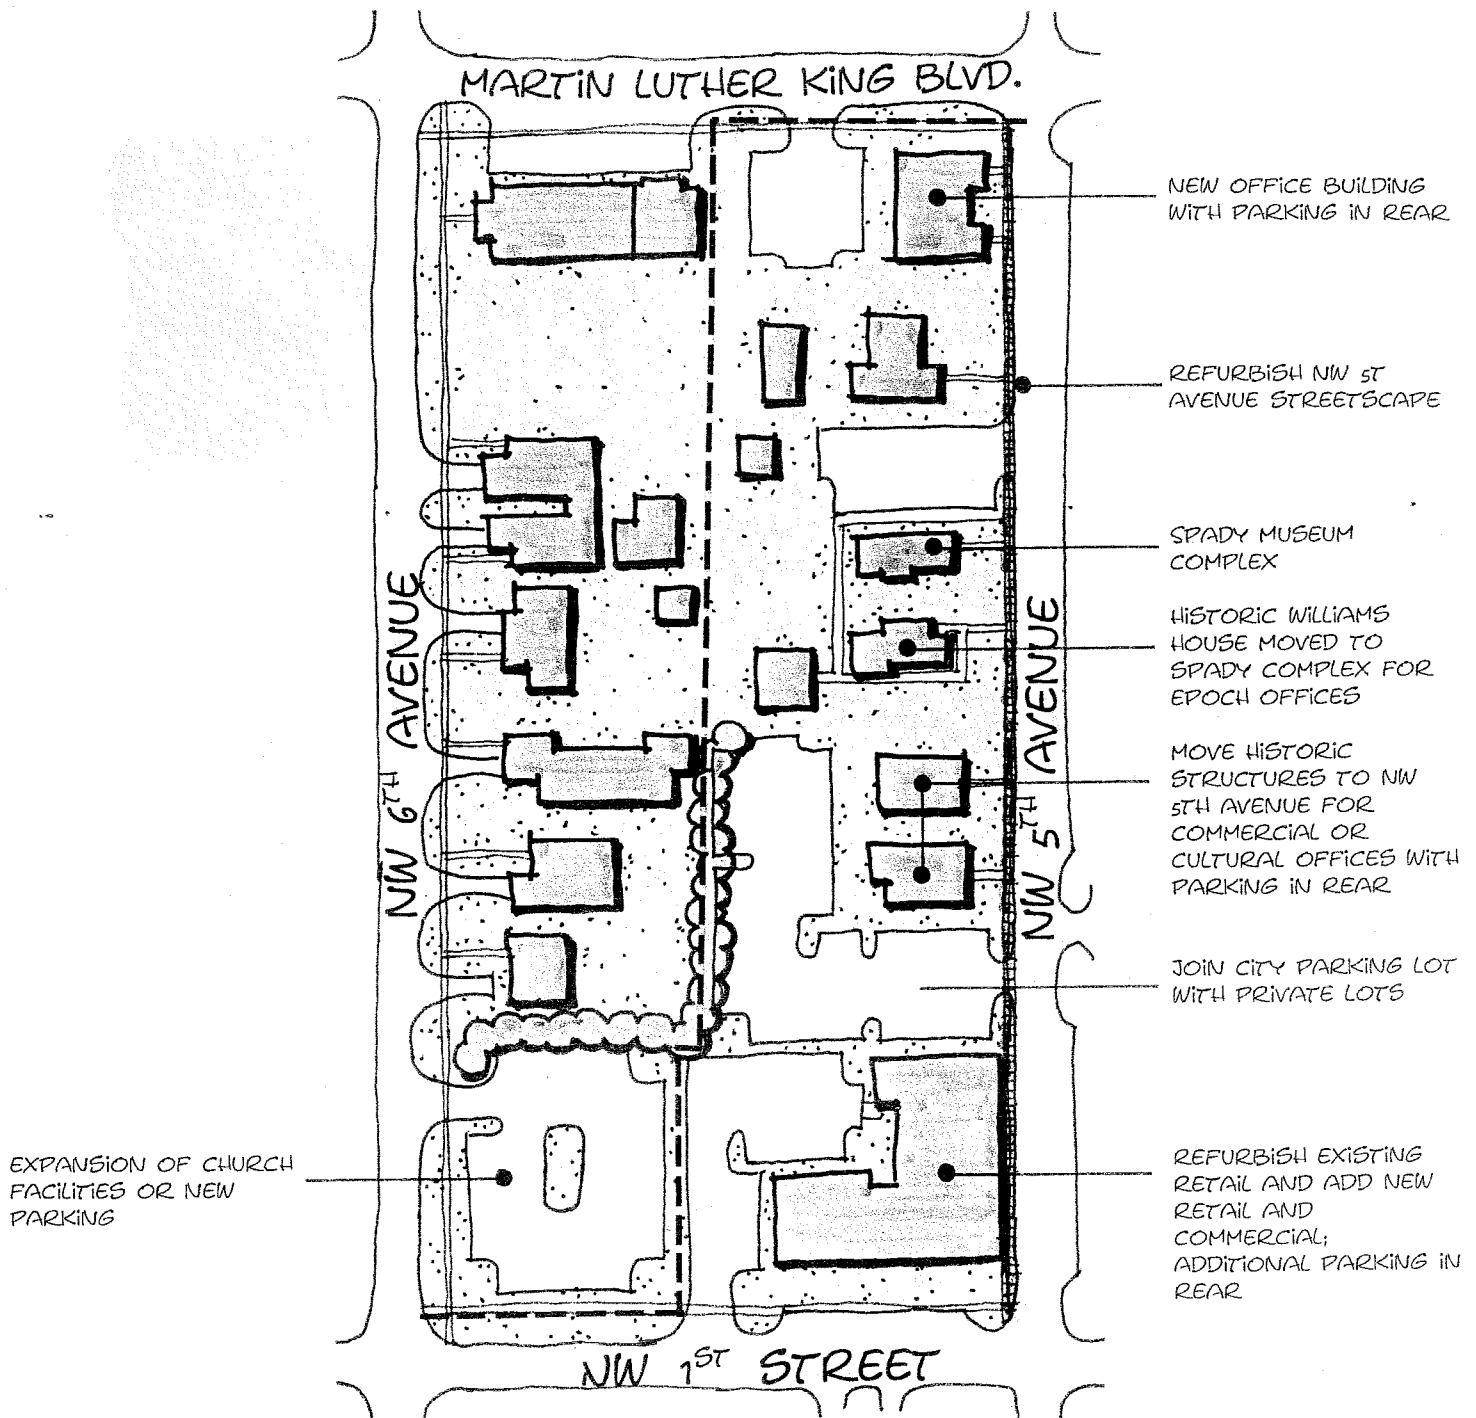 MARTIN LUTHER KING BLVD.
NEW OFFICE BUILDING
WITH PARKING IN REAR
REFURBISH NW 5T
AVENUE STREETSCAPE
SPADY MUSEUM
COMPLEX
HISTORIC WILLIAMS
HOUSE MOVED TO
SPADY COMPLEX FOR
EPOCH OFFICES
MOVE HISTORIC
STRUCTURES TO NW
5TH AVENUE FOR
COMMERCIAL OR
CULTURAL OFFICES WITH
PARKING IN REAR
JOIN CITY PARKING LOT
WITH PRIVATE LOTS
REFURBISH EXISTING
RETAIL AND ADD NEW
RETAIL AND
COMMERCIAL;
ADDITIONAL PARKING IN
REAR
NW 6TH AVENUE
NW 5TH AVENUE
EXPANSION OF CHURCH
FACILITIES OR NEW
PARKING
NW 1ST STREET